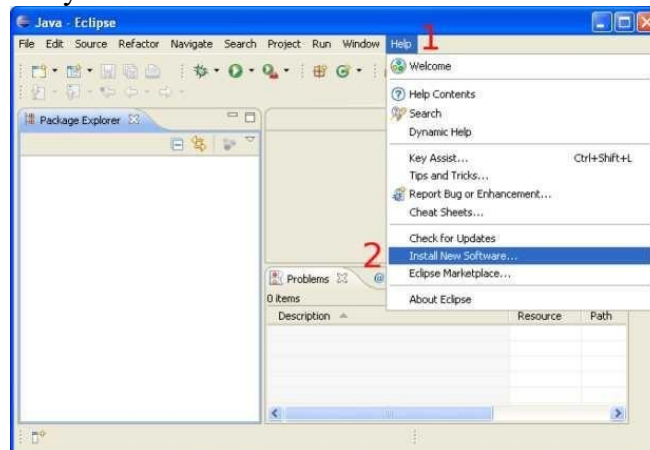 Java - Eclipse
File Edit Source Refactor Navigate Search Project Run Window Help 1
Welcome
Help Contents
Package Explorer
Search
Dynamic Help
Key Assist... Ctrl+Shift+L
Tips and Tricks...
Report Bug or Enhancement...
Cheat Sheets...
Check for Updates
2 Install New Software...
Problems @ Eclipse Marketplace...
0 items About Eclipse
Description Resource Path